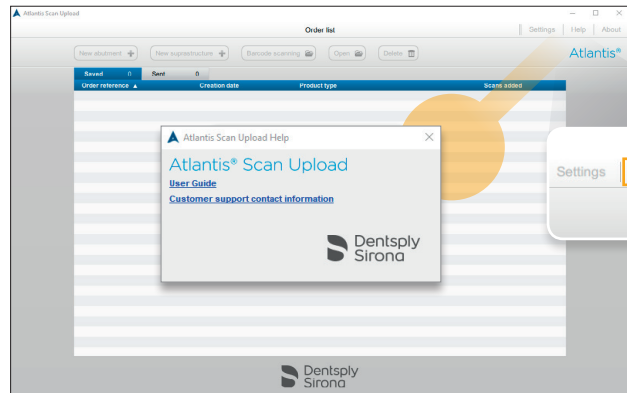 Atlantis Scan Upload
Order list
Settings Help About
New abutment New suprastructure Barcode scanning Open Delete
Atlantis®
Saved 0 Sent 0
Order reference Creation date Product type Scans added
Atlantis Scan Upload Help
Atlantis® Scan Upload
User Guide
Customer support contact information
Dentsply
Sirona
Settings
Dentsply
Sirona